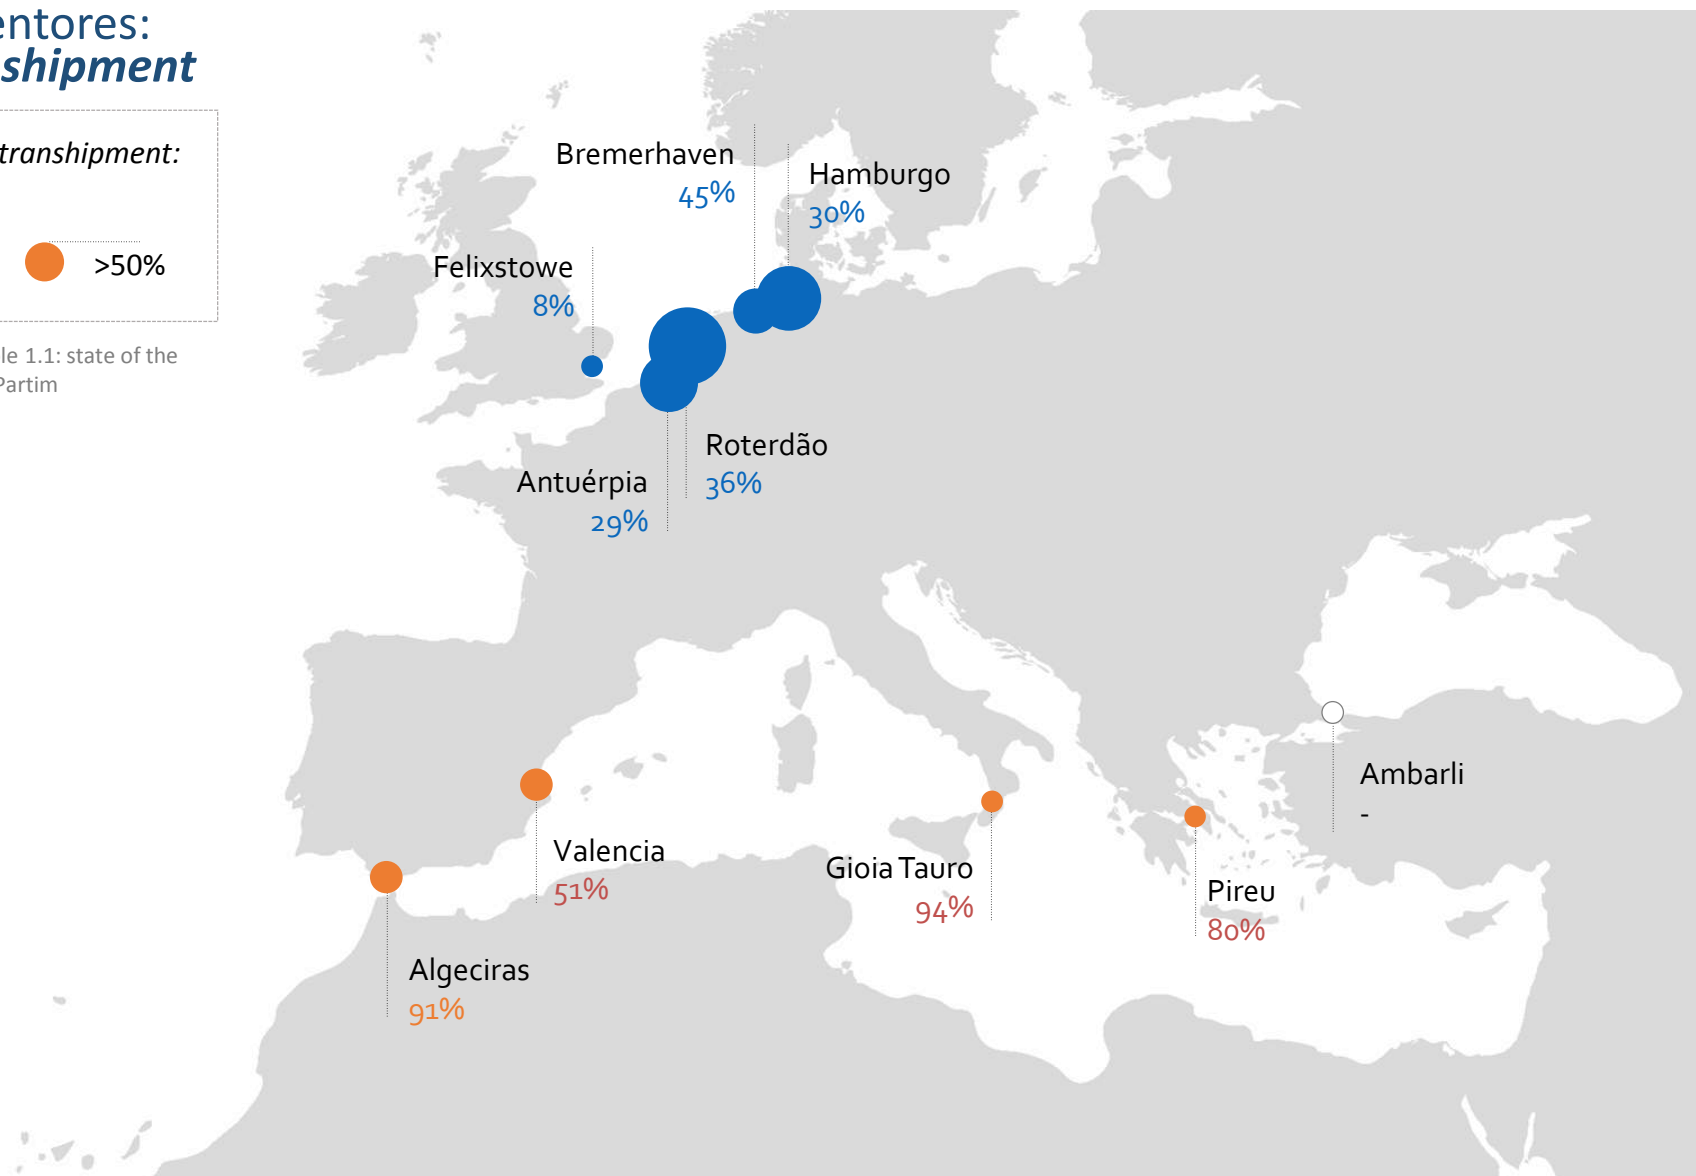 entores:
shipment
transhipment:
>50%
le 1.1: state of the
Partim
Bremerhaven
45%
Hamburgo
30%
Felixstowe
8%
Roterdão
36%
Antuérpia
29%
Ambarli
-
Valencia
51%
Gioia Tauro
94%
Pireu
80%
Algeciras
91%